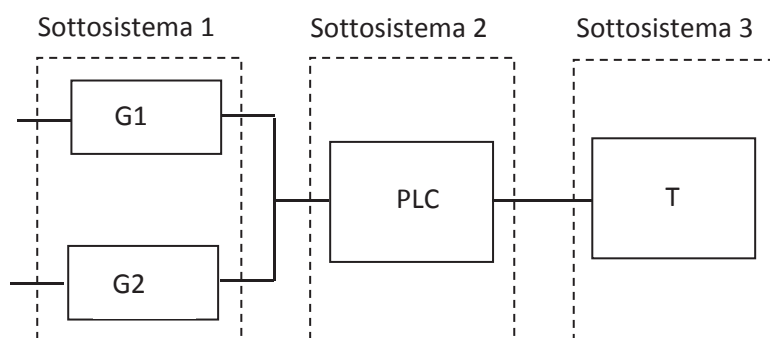 Sottosistema 1
Sottosistema 2
Sottosistema 3
G1
PLC
T
G2